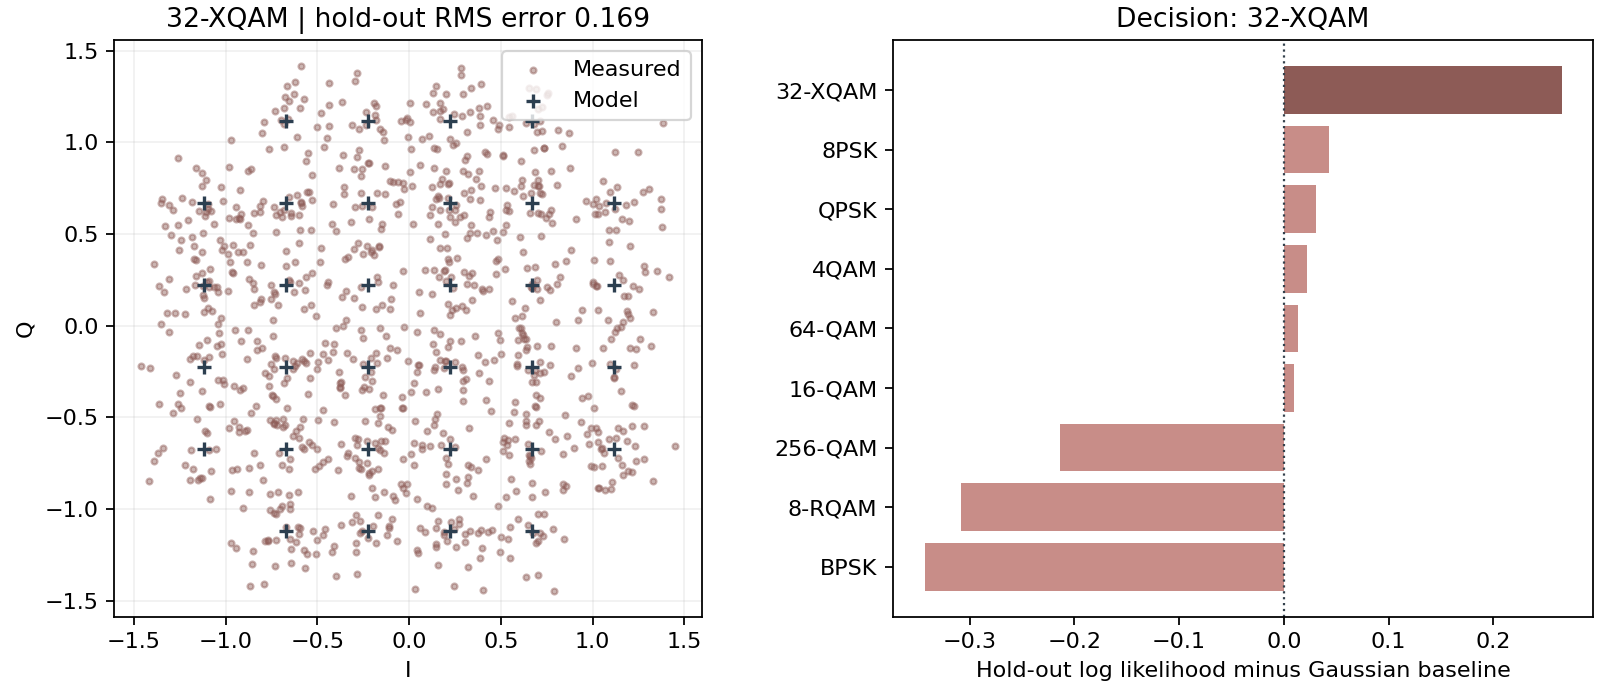 32-XQAM | hold-out RMS error 0.169
Measured
Model
1.5
1.0
0.5
0.0
−0.5
−1.0
−1.5
Q
−1.5 −1.0 −0.5 0.0 0.5 1.0 1.5
I
Decision: 32-XQAM
32-XQAM
8PSK
QPSK
4QAM
64-QAM
16-QAM
256-QAM
8-RQAM
BPSK
−0.3 −0.2 −0.1 0.0 0.1 0.2
Hold-out log likelihood minus Gaussian baseline